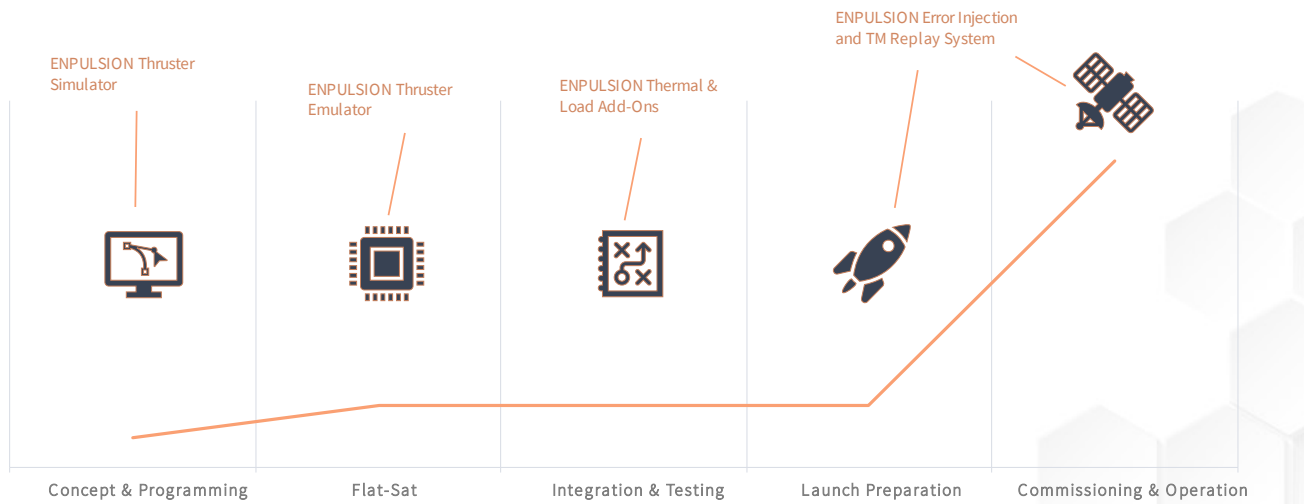 ENPULSION Thruster
Simulator
ENPULSION Thruster
Emulator
ENPULSION Thermal &
Load Add-Ons
ENPULSION Error Injection
and TM Replay System
Concept & Programming
Flat-Sat
Integration & Testing
Launch Preparation
Commissioning & Operation